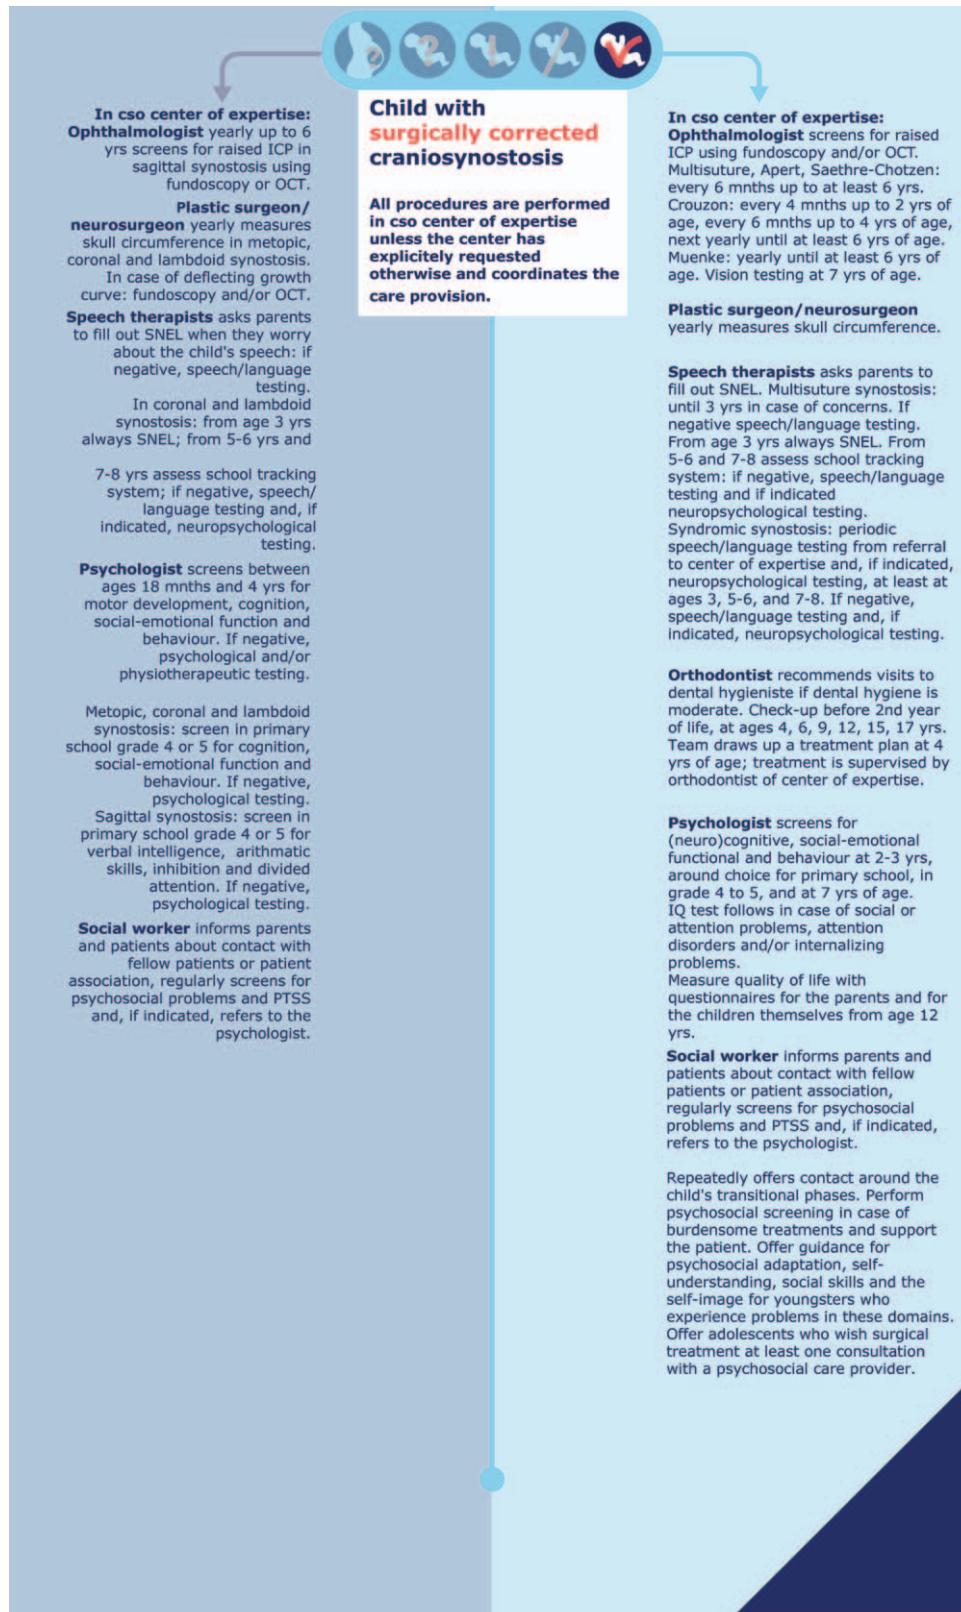 Child with
surgically corrected
craniosynostosis
All procedures are performed
in cso center of expertise
unless the center has
explicitely requested
otherwise and coordinates the
care provision.
In cso center of expertise:
Ophthalmologist yearly up to 6
yrs screens for raised ICP in
sagittal synostosis using
fundoscopy or OCT.
Plastic surgeon/
neurosurgeon yearly measures
skull circumference in metopic,
coronal and lambdoid synostosis.
In case of deflecting growth
curve: fundoscopy and/or OCT.
Speech therapists asks parents
to fill out SNEL when they worry
about the child's speech: if
negative, speech/language
testing.
In coronal and lambdoid
synostosis: from age 3 yrs
always SNEL; from 5-6 yrs and
7-8 yrs assess school tracking
system; if negative, speech/
language testing and, if
indicated, neuropsychological
testing.
Psychologist screens between
ages 18 mnths and 4 yrs for
motor development, cognition,
social-emotional function and
behaviour. If negative,
psychological and/or
physiotherapeutic testing.
Metopic, coronal and lambdoid
synostosis: screen in primary
school grade 4 or 5 for cognition,
social-emotional function and
behaviour. If negative,
psychological testing.
Sagittal synostosis: screen in
primary school grade 4 or 5 for
verbal intelligence, arithmatic
skills, inhibition and divided
attention. If negative,
psychological testing.
Social worker informs parents
and patients about contact with
fellow patients or patient
association, regularly screens for
psychosocial problems and PTSS
and, if indicated, refers to the
psychologist.
In cso center of expertise:
Ophthalmologist screens for raised
ICP using fundoscopy and/or OCT.
Multisuture, Apert, Saethre-Chotzen:
every 6 mnths up to at least 6 yrs.
Crouzon: every 4 mnths up to 2 yrs of
age, every 6 mnths up to 4 yrs of age,
next yearly until at least 6 yrs of age.
Muenke: yearly until at least 6 yrs of
age. Vision testing at 7 yrs of age.
Plastic surgeon/neurosurgeon
yearly measures skull circumference.
Speech therapists asks parents to
fill out SNEL. Multisuture synostosis:
until 3 yrs in case of concerns. If
negative speech/language testing.
From age 3 yrs always SNEL. From
5-6 and 7-8 assess school tracking
system: if negative, speech/language
testing and if indicated
neuropsychological testing.
Syndromic synostosis: periodic
speech/language testing from referral
to center of expertise and, if indicated,
neuropsychological testing, at least at
ages 3, 5-6, and 7-8. If negative,
speech/language testing and, if
indicated, neuropsychological testing.
Orthodontist recommends visits to
dental hygieniste if dental hygiene is
moderate. Check-up before 2nd year
of life, at ages 4, 6, 9, 12, 15, 17 yrs.
Team draws up a treatment plan at 4
yrs of age; treatment is supervised by
orthodontist of center of expertise.
Psychologist screens for
(neuro)cognitive, social-emotional
functional and behaviour at 2-3 yrs,
around choice for primary school, in
grade 4 to 5, and at 7 yrs of age.
IQ test follows in case of social or
attention problems, attention
disorders and/or internalizing
problems.
Measure quality of life with
questionnaires for the parents and for
the children themselves from age 12
yrs.
Social worker informs parents and
patients about contact with fellow
patients or patient association,
regularly screens for psychosocial
problems and PTSS and, if indicated,
refers to the psychologist.
Repeatedly offers contact around the
child's transitional phases. Perform
psychosocial screening in case of
burdensome treatments and support
the patient. Offer guidance for
psychosocial adaptation, self-
understanding, social skills and the
self-image for youngsters who
experience problems in these domains.
Offer adolescents who wish surgical
treatment at least one consultation
with a psychosocial care provider.